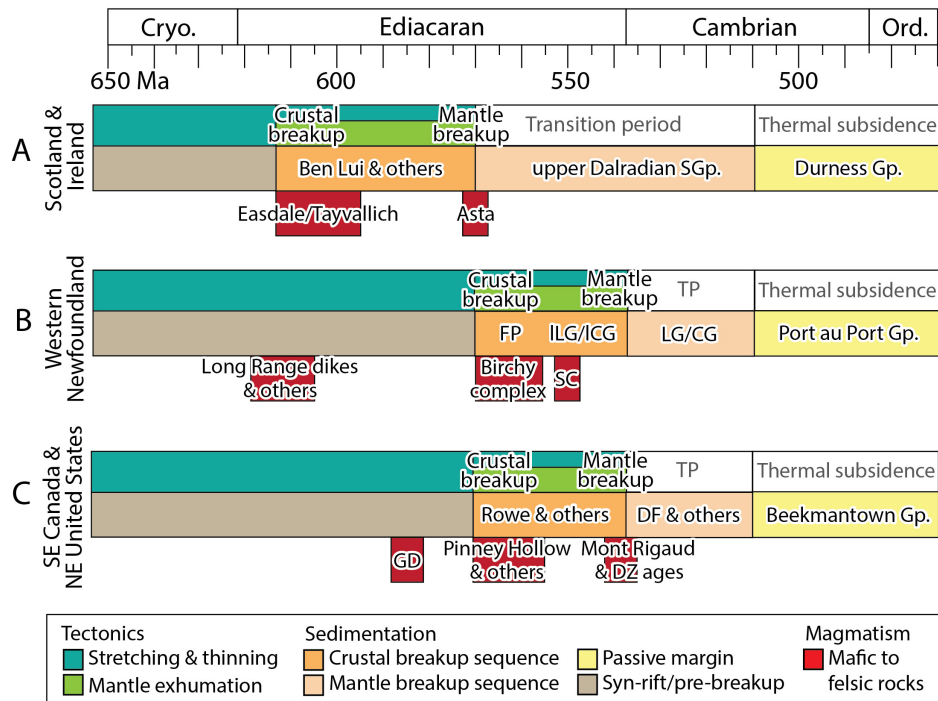 Cryo.
Ediacaran
Cambrian
Ord.
650 Ma
600
550
500
A
Scotland &
Ireland
Crustal
breakup
Mantle
breakup
Transition period
Thermal subsidence
Ben Lui & others
upper Dalradian SGp.
Durness Gp.
Easdale/Tayvallich
Asta
B
Western
Newfoundland
Crustal
breakup
Mantle
breakup
TP
Thermal subsidence
FP
ILG/ICG
LG/CG
Port au Port Gp.
Long Range dikes
& others
Birchy
complex
SC
C
SE Canada &
NE United States
Crustal
breakup
Mantle
breakup
TP
Thermal subsidence
Rowe & others
DF & others
Beekmantown Gp.
GD
Pinney Hollow
& others
Mont Rigaud
& DZ ages
Tectonics
Stretching & thinning
Mantle exhumation
Sedimentation
Crustal breakup sequence
Mantle breakup sequence
Passive margin
Syn-rift/pre-breakup
Magmatism
Mafic to
felsic rocks